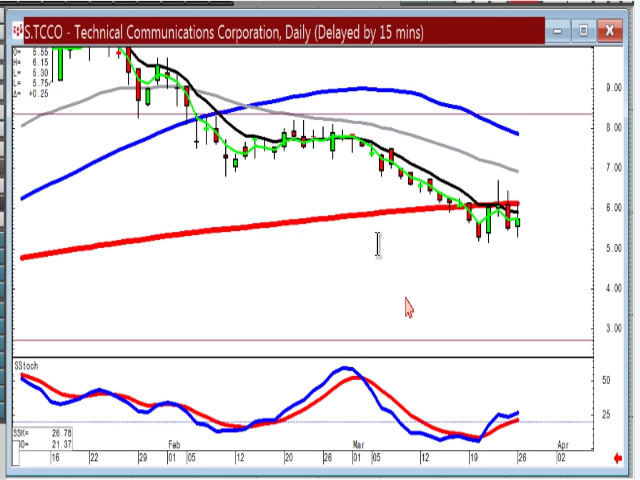 S.TCCO - Technical Communications Corporation, Daily (Delayed by 15 mins)
O= 5.55
H= 6.15
L= 5.30
L= 5.75
Δ= +0.25
9.00
8.00
7.00
6.00
5.00
4.00
3.00
SStoch
50
25
SSK= 26.78
D= 21.37
Feb Mar Apr
16 22 29 01 05 12 20 26 01 05 12 19 26 02